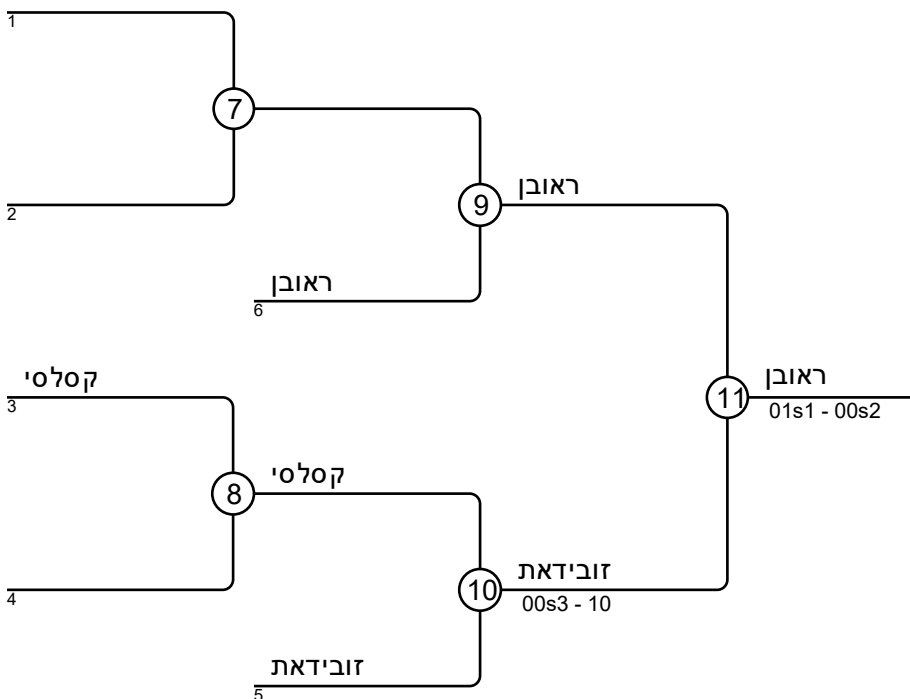 1
7
2
9
ראובן
ראובן
6
קסלסי
3
ראובן
11
01s1 - 00s2
קסלסי
8
זובידאת
10
00s3 - 10
4
זובידאת
5